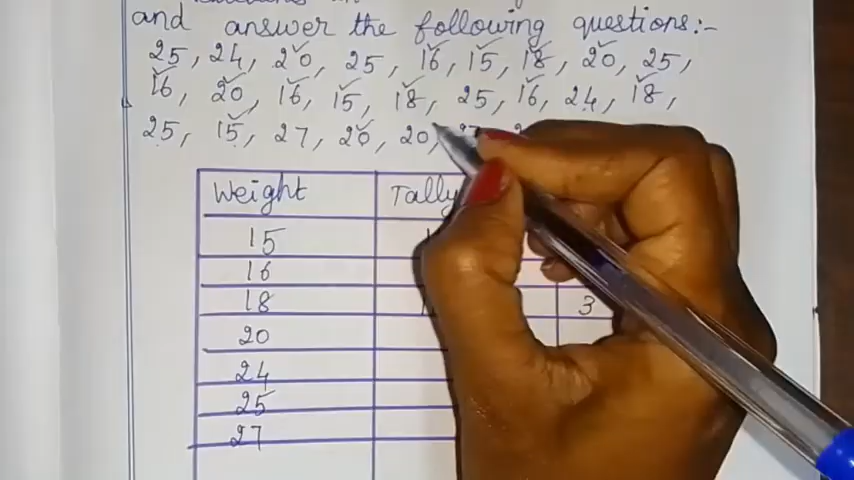 and answer the following questions:-
25, 24, 20, 25, 16, 15, 18, 20, 25,
16, 20, 16, 15, 18, 25, 16, 24, 18,
25, 15, 27, 20, 20, 27,
Weight Tally
15
16
18 3
20
24
25
27